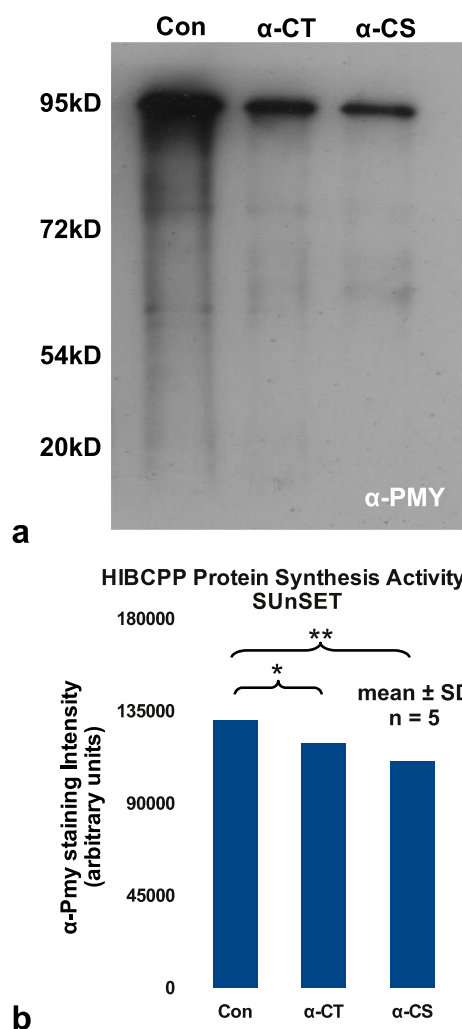 Con α-CT α-CS
95kD
72kD
54kD
20kD
α-PMY
a
HIBCPP Protein Synthesis Activity
SUnSET
180000
**
*
mean ± SD
n = 5
135000
90000
45000
0
α-Pmy staining Intensity
(arbitrary units)
Con α-CT α-CS
b